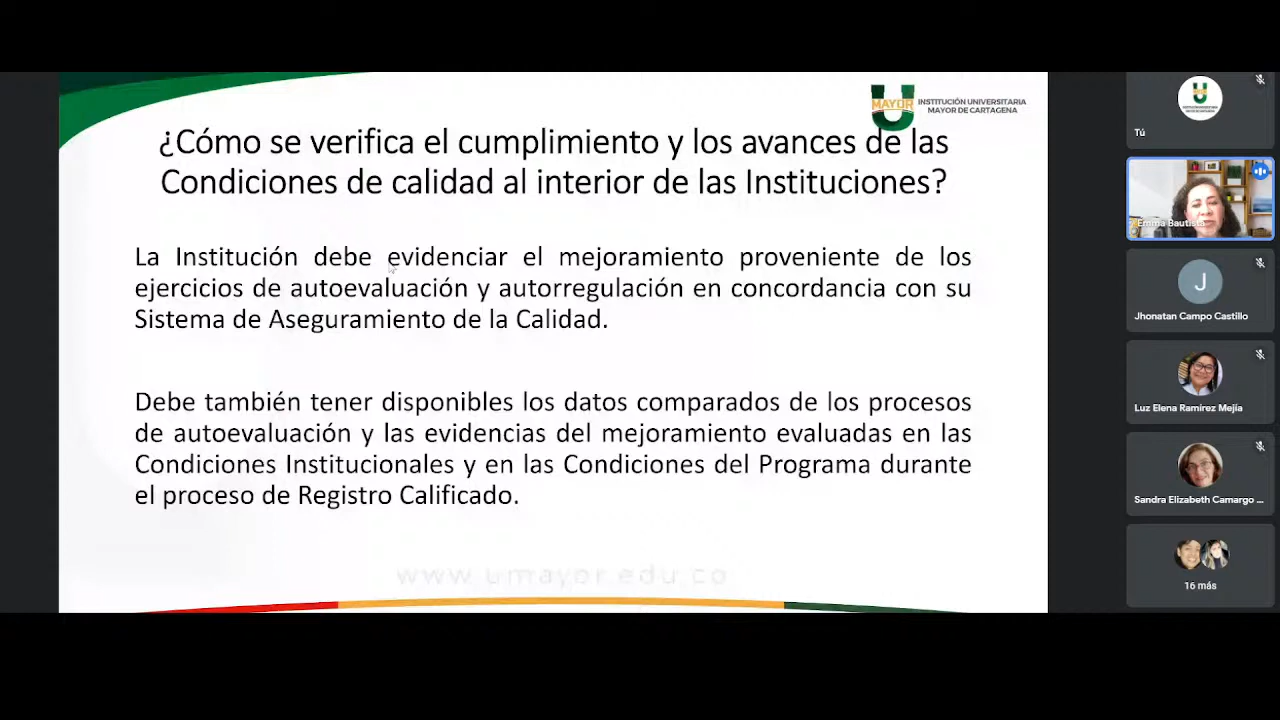 MAYOR
INSTITUCIÓN UNIVERSITARIA
MAYOR DE CARTAGENA
¿Cómo se verifica el cumplimiento y los avances de las
Condiciones de calidad al interior de las Instituciones?
La Institución debe evidenciar el mejoramiento proveniente de los
ejercicios de autoevaluación y autorregulación en concordancia con su
Sistema de Aseguramiento de la Calidad.
Debe también tener disponibles los datos comparados de los procesos
de autoevaluación y las evidencias del mejoramiento evaluadas en las
Condiciones Institucionales y en las Condiciones del Programa durante
el proceso de Registro Calificado.
www.umayor.edu.co
Tú
Emma Bautista
J
Jhonatan Campo Castillo
Luz Elena Ramirez Mejía
Sandra Elizabeth Camargo ...
16 más